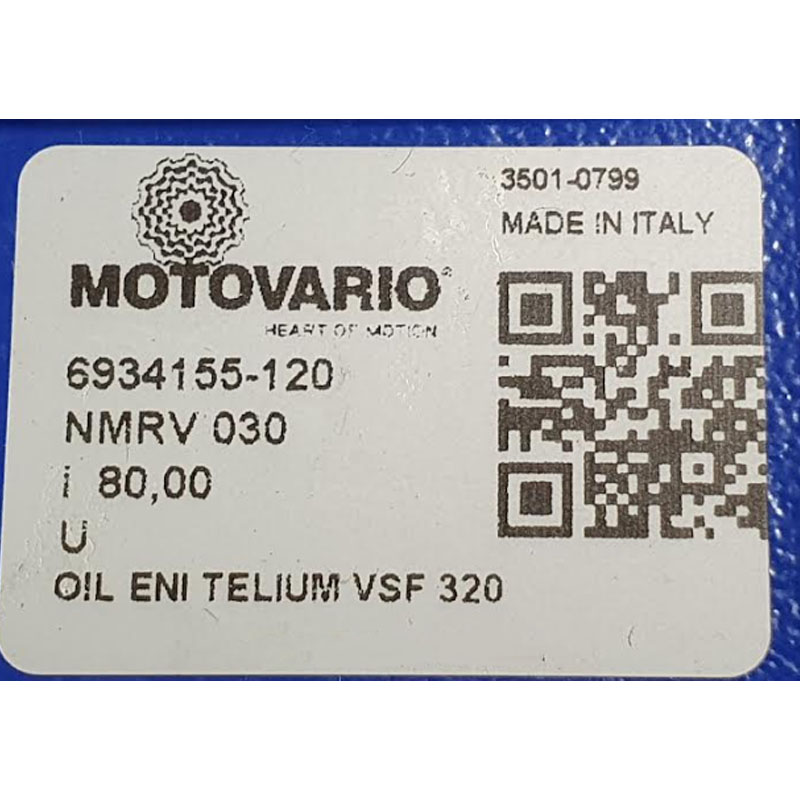 3501-0799
MADE IN ITALY
MOTOVARIO
HEART OF MOTION
6934155-120
NMRV 030
i 80,00
U
OIL ENI TELIUM VSF 320